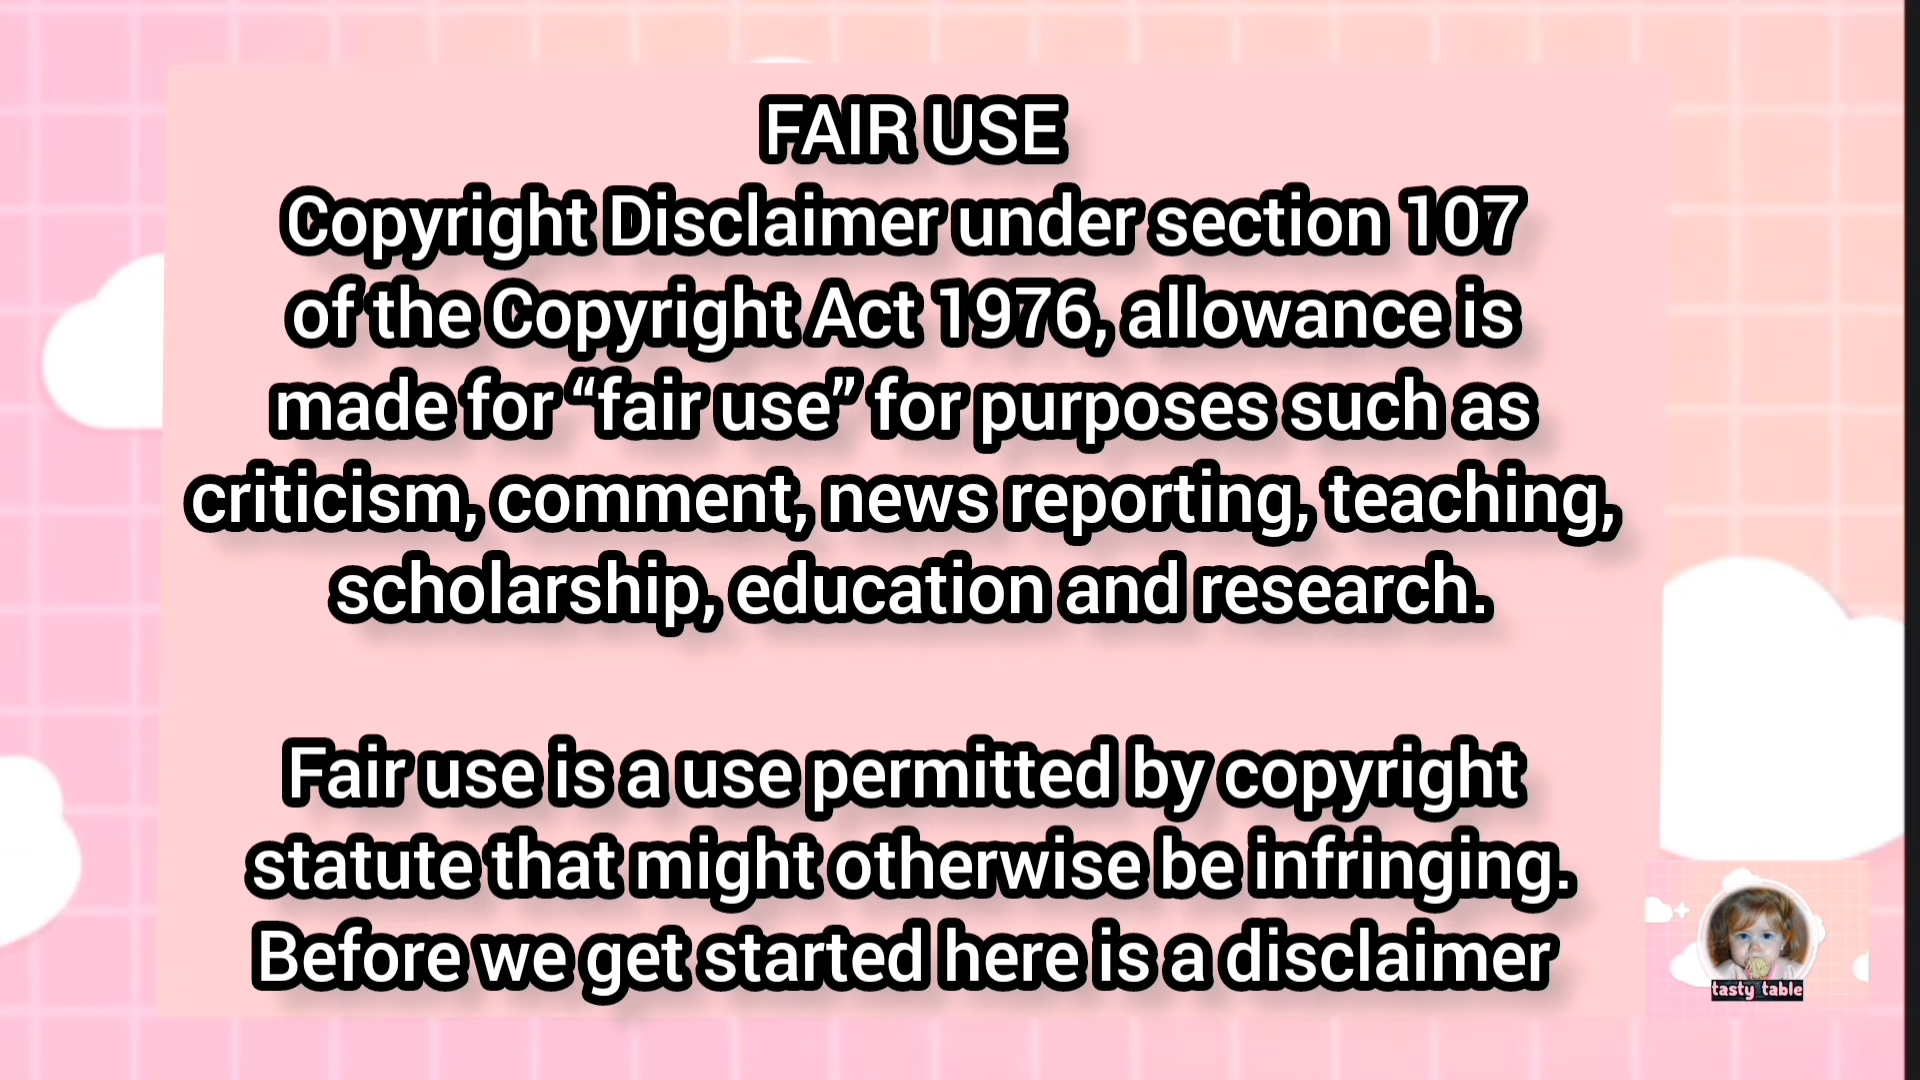 FAIR USE
Copyright Disclaimer under section 107
of the Copyright Act 1976, allowance is
made for “fair use” for purposes such as
criticism, comment, news reporting, teaching,
scholarship, education and research.
Fair use is a use permitted by copyright
statute that might otherwise be infringing.
Before we get started here is a disclaimer
tasty table